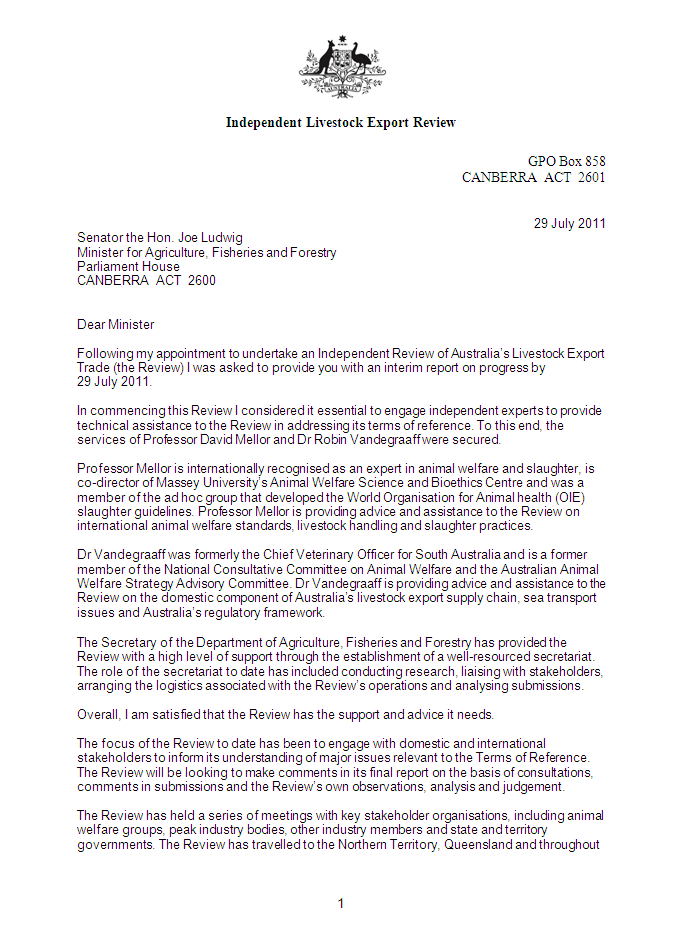 AUSTRALIA
Independent Livestock Export Review
GPO Box 858
CANBERRA ACT 2601
29 July 2011
Senator the Hon. Joe Ludwig
Minister for Agriculture, Fisheries and Forestry
Parliament House
CANBERRA ACT 2600
Dear Minister
Following my appointment to undertake an Independent Review of Australia's Livestock Export
Trade (the Review) I was asked to provide you with an interim report on progress by
29 July 2011.
In commencing this Review I considered it essential to engage independent experts to provide
technical assistance to the Review in addressing its terms of reference. To this end, the
services of Professor David Mellor and Dr Robin Vandegraaff were secured.
Professor Mellor is internationally recognised as an expert in animal welfare and slaughter, is
co-director of Massey University's Animal Welfare Science and Bioethics Centre and was a
member of the ad hoc group that developed the World Organisation for Animal health (OIE)
slaughter guidelines. Professor Mellor is providing advice and assistance to the Review on
international animal welfare standards, livestock handling and slaughter practices.
Dr Vandegraaff was formerly the Chief Veterinary Officer for South Australia and is a former
member of the National Consultative Committee on Animal Welfare and the Australian Animal
Welfare Strategy Advisory Committee. Dr Vandegraaff is providing advice and assistance to the
Review on the domestic component of Australia's livestock export supply chain, sea transport
issues and Australia's regulatory framework.
The Secretary of the Department of Agriculture, Fisheries and Forestry has provided the
Review with a high level of support through the establishment of a well-resourced secretariat.
The role of the secretariat to date has included conducting research, liaising with stakeholders,
arranging the logistics associated with the Review's operations and analysing submissions.
Overall, I am satisfied that the Review has the support and advice it needs.
The focus of the Review to date has been to engage with domestic and international
stakeholders to inform its understanding of major issues relevant to the Terms of Reference.
The Review will be looking to make comments in its final report on the basis of consultations,
comments in submissions and the Review's own observations, analysis and judgement.
The Review has held a series of meetings with key stakeholder organisations, including animal
welfare groups, peak industry bodies, other industry members and state and territory
governments. The Review has travelled to the Northern Territory, Queensland and throughout
1